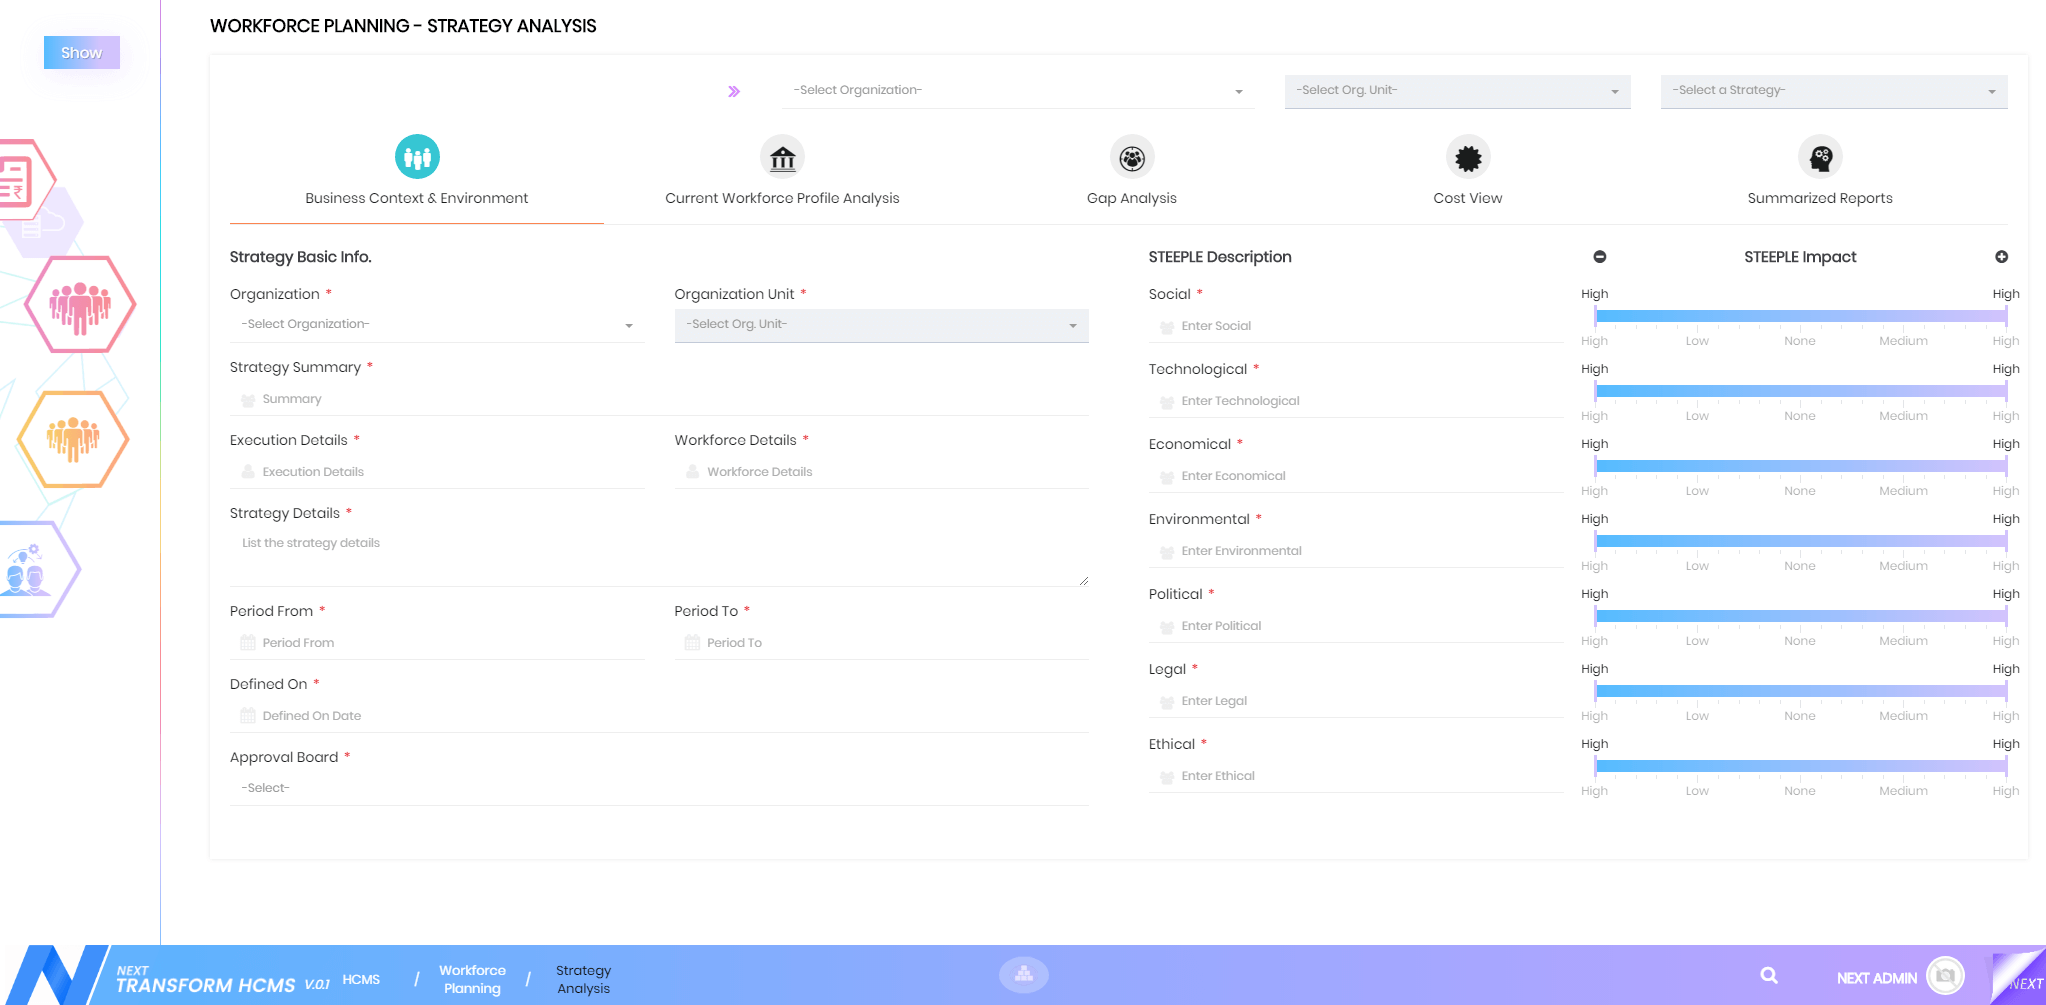 WORKFORCE PLANNING - STRATEGY ANALYSIS
Show
-Select Organization-
-Select Org. Unit-
-Select a Strategy-
Business Context & Environment
Current Workforce Profile Analysis
Gap Analysis
Cost View
Summarized Reports
Strategy Basic Info.
Organization *
-Select Organization-
Organization Unit *
-Select Org. Unit-
Strategy Summary *
Summary
Execution Details *
Execution Details
Workforce Details *
Workforce Details
Strategy Details *
List the strategy details
Period From *
Period From
Period To *
Period To
Defined On *
Defined On Date
Approval Board *
-Select-
STEEPLE Description
STEEPLE Impact
Social *
Enter Social
High High
High Low None Medium High
Technological *
Enter Technological
High High
High Low None Medium High
Economical *
Enter Economical
High High
High Low None Medium High
Environmental *
Enter Environmental
High High
High Low None Medium High
Political *
Enter Political
High High
High Low None Medium High
Legal *
Enter Legal
High High
High Low None Medium High
Ethical *
Enter Ethical
High High
High Low None Medium High
NEXT
TRANSFORM HCMS V.0.1
HCMS
/
Workforce
Planning
/
Strategy
Analysis
NEXT ADMIN
NEXT